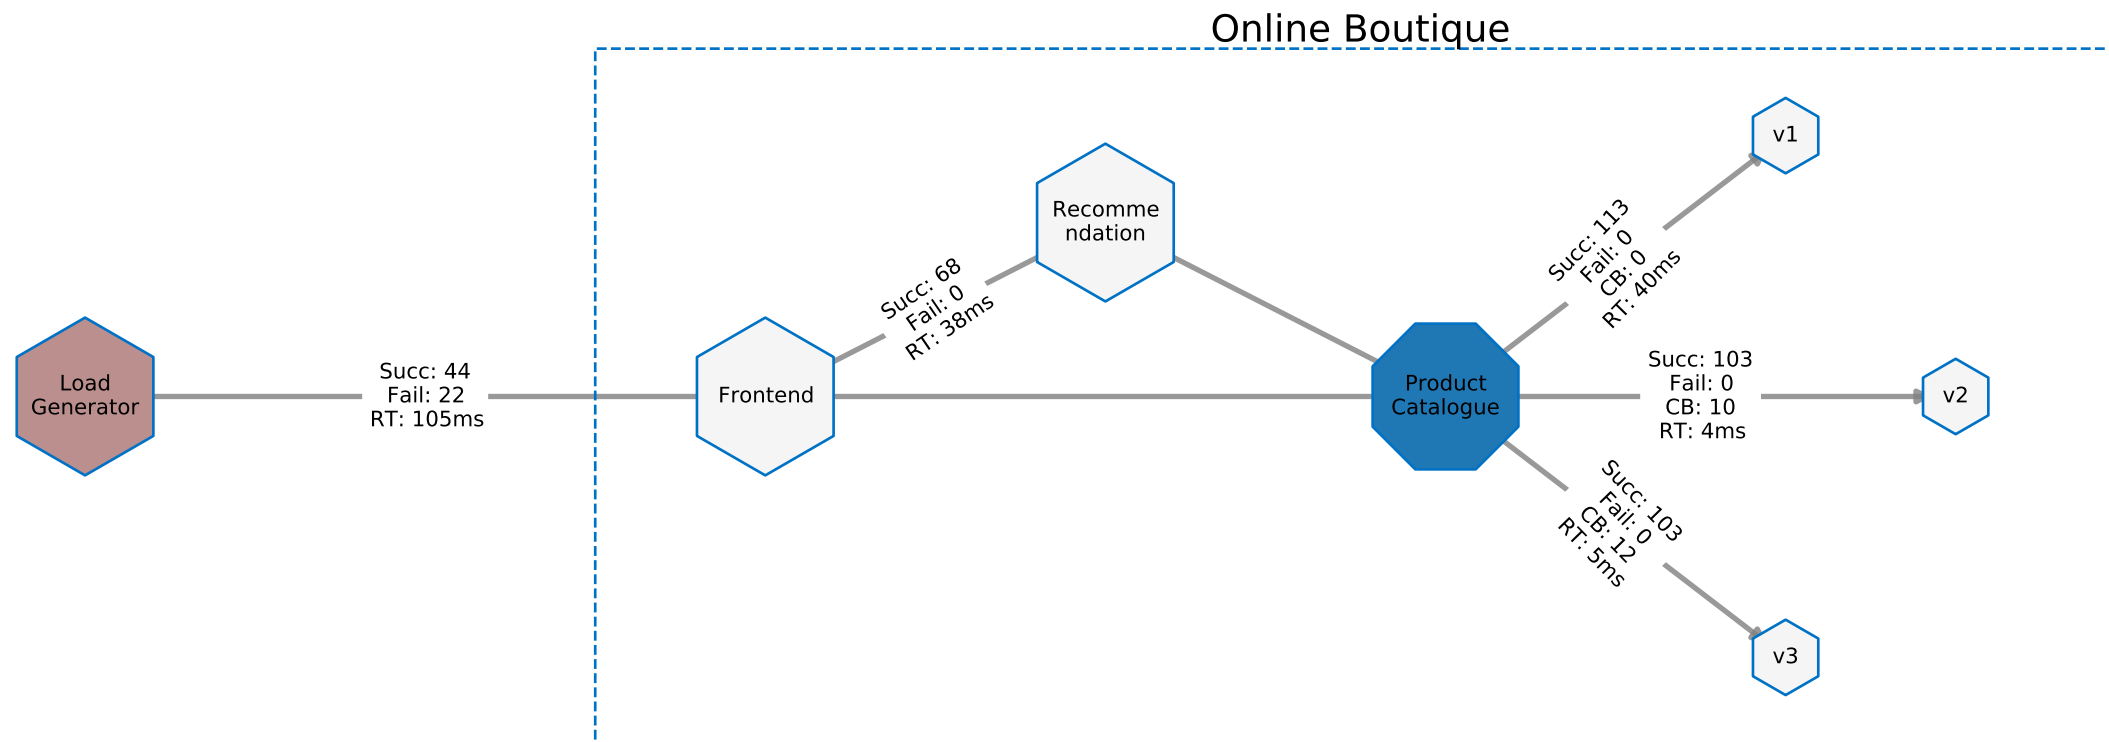 Online Boutique
Load
Generator
Succ: 44
Fail: 22
RT: 105ms
Frontend
Succ: 68
Fail: 0
RT: 38ms
Recomme
ndation
Product
Catalogue
Succ: 113
Fail: 0
CB: 0
RT: 40ms
v1
Succ: 103
Fail: 0
CB: 10
RT: 4ms
v2
Succ: 103
Fail: 0
CB: 12
RT: 5ms
v3